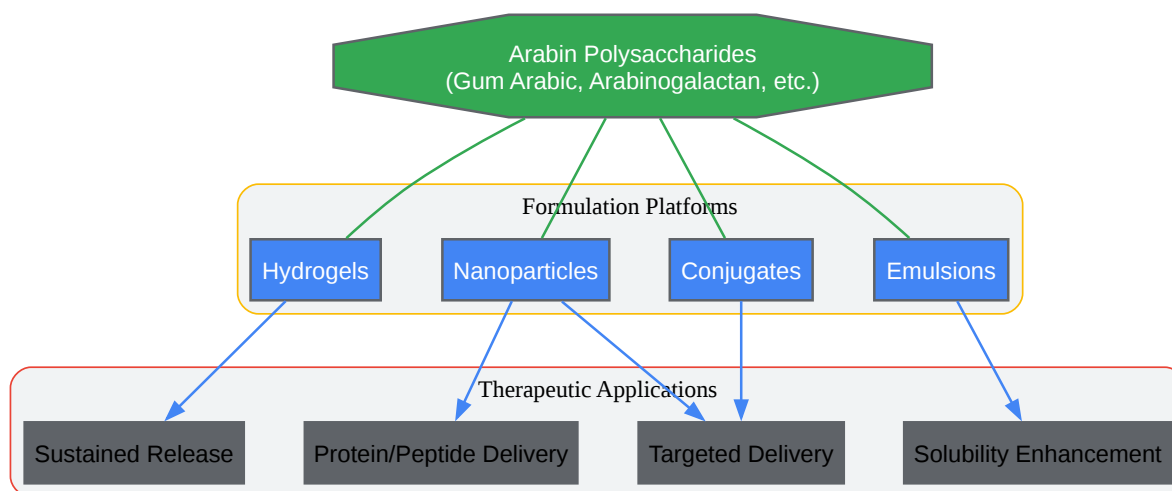 Arabin Polysaccharides
(Gum Arabic, Arabinogalactan, etc.)
Formulation Platforms
Hydrogels
Nanoparticles
Conjugates
Emulsions
Therapeutic Applications
Sustained Release
Protein/Peptide Delivery
Targeted Delivery
Solubility Enhancement